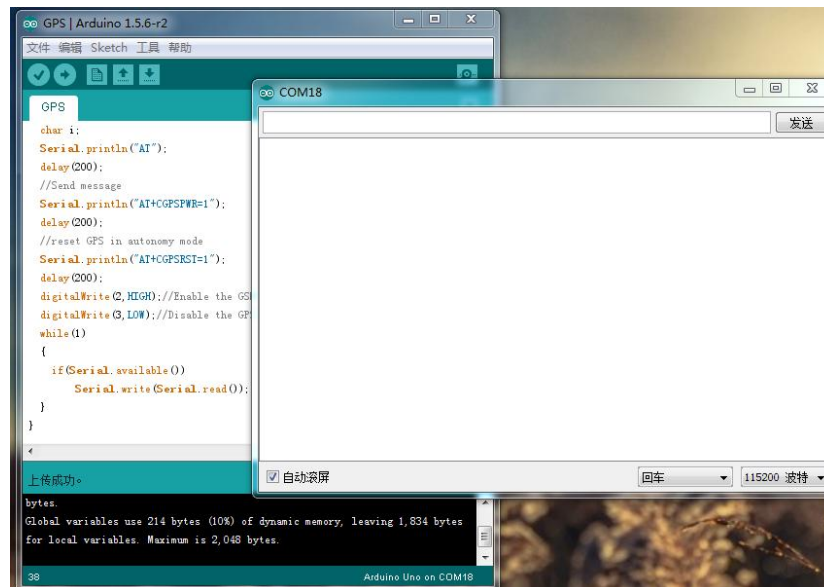 GPS | Arduino 1.5.6-r2
文件 编辑 Sketch 工具 帮助
GPS
char i;
Serial.println("AT");
delay(200);
//Send message
Serial.println("AT+CGPSPWR=1");
delay(200);
//reset GPS in autonomy mode
Serial.println("AT+CGPSRST=1");
delay(200);
digitalWrite(2,HIGH);//Enable the GS
digitalWrite(3,LOW);//Disable the GP
while(1)
{
if(Serial.available())
Serial.write(Serial.read());
}
}
上传成功。
bytes.
Global variables use 214 bytes (10%) of dynamic memory, leaving 1,834 bytes
for local variables. Maximum is 2,048 bytes.
38 Arduino Uno on COM18
COM18
发送
自动滚屏 回车 115200 波特